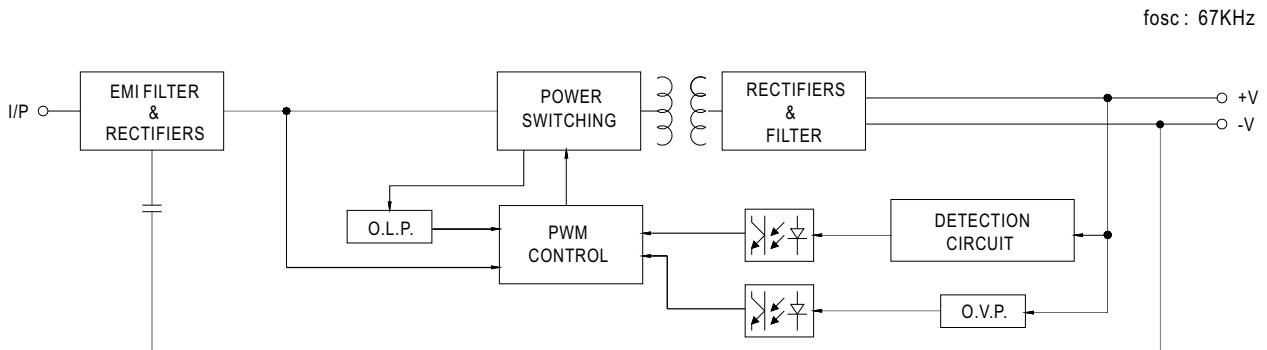 fosc : 67KHz
I/P
EMI FILTER
&
RECTIFIERS
POWER
SWITCHING
RECTIFIERS
&
FILTER
+V
-V
O.L.P.
PWM
CONTROL
DETECTION
CIRCUIT
O.V.P.